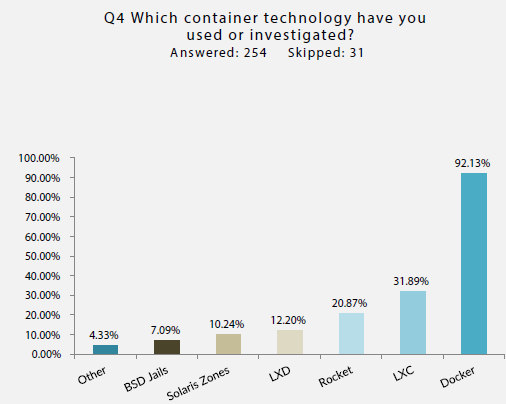 Q4 Which container technology have you
used or investigated?
Answered: 254 Skipped: 31
100.00%
90.00%
80.00%
70.00%
60.00%
50.00%
40.00%
30.00%
20.00%
10.00%
0.00%
4.33%
7.09%
10.24%
12.20%
20.87%
31.89%
92.13%
Other
BSD Jails
Solaris Zones
LXD
Rocket
LXC
Docker